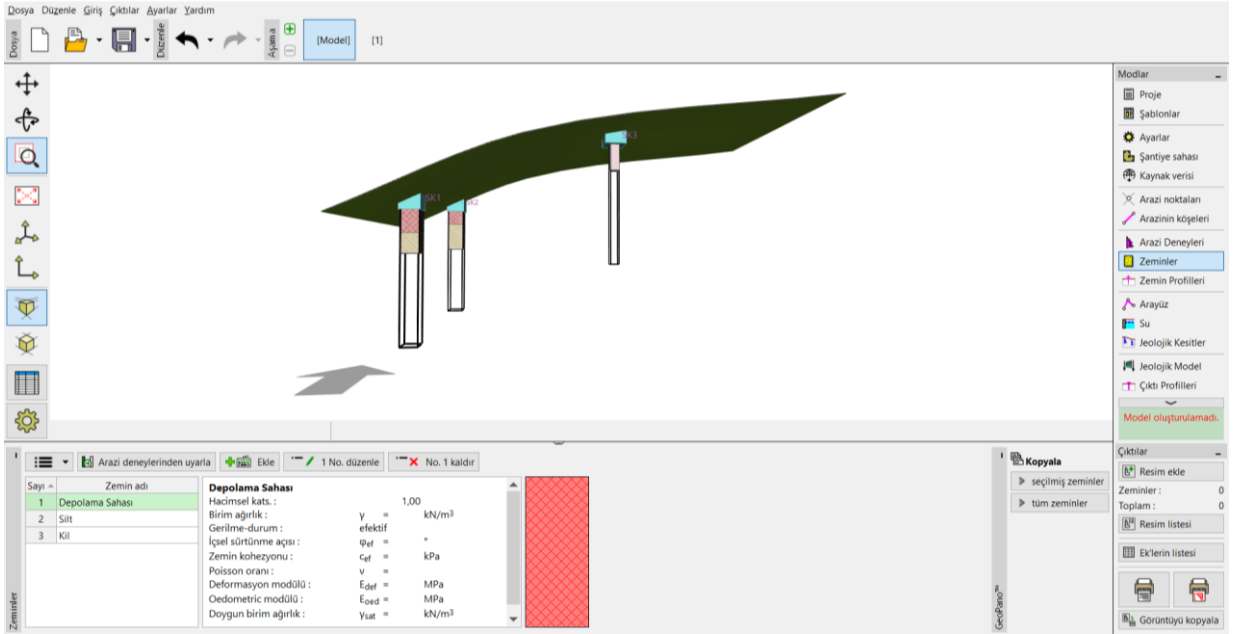 Dosya Düzenle Giriş Çıktılar Ayarlar Yardım
Dosya
Düzenle
Aşama
[Model] [1]
SK1
SK2
SK3
Modlar
Proje
Şablonlar
Ayarlar
Şantiye sahası
Kaynak verisi
Arazi noktaları
Arazinin köşeleri
Arazi Deneyleri
Zeminler
Zemin Profilleri
Arayüz
Su
Jeolojik Kesitler
Jeolojik Model
Çıktı Profilleri
Model oluşturulamadı.
Çıktılar
Resim ekle
Zeminler : 0
Toplam : 0
Resim listesi
Ek'lerin listesi
Görüntüyü kopyala
Zeminler
Arazi deneylerinden uyarla Ekle 1 No. düzenle No. 1 kaldır
Sayı Zemin adı
1 Depolama Sahası
2 Silt
3 Kil
Depolama Sahası
Hacimsel kats. : 1,00
Birim ağırlık : γ = kN/m³
Gerilme-durum : efektif
İçsel sürtünme açısı : φef = °
Zemin kohezyonu : cef = kPa
Poisson oranı : ν =
Deformasyon modülü : Edef = MPa
Oedometric modülü : Eoed = MPa
Doygun birim ağırlık : γsat = kN/m³
GeoPano™
Kopyala
seçilmiş zeminler
tüm zeminler